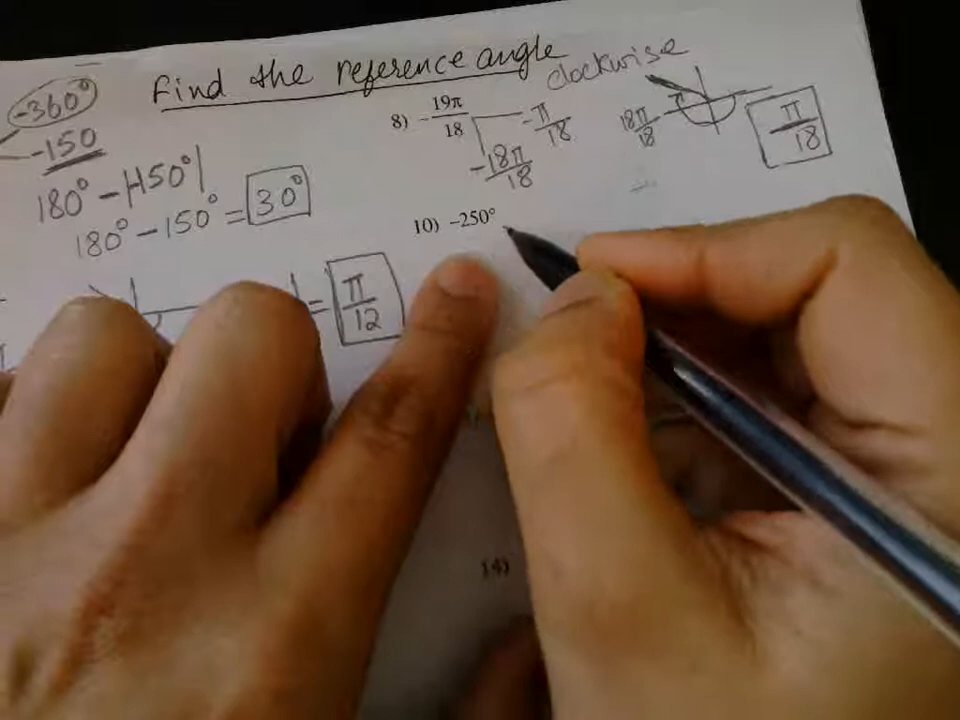 Find the reference angle
-360°
-150
180° - |-150°|
180° - 150° = 30°
= π/12
clockwise
8) -19π/18
-π/18
-18π/18
18π/18
π
-π/18
10) -250°
14)